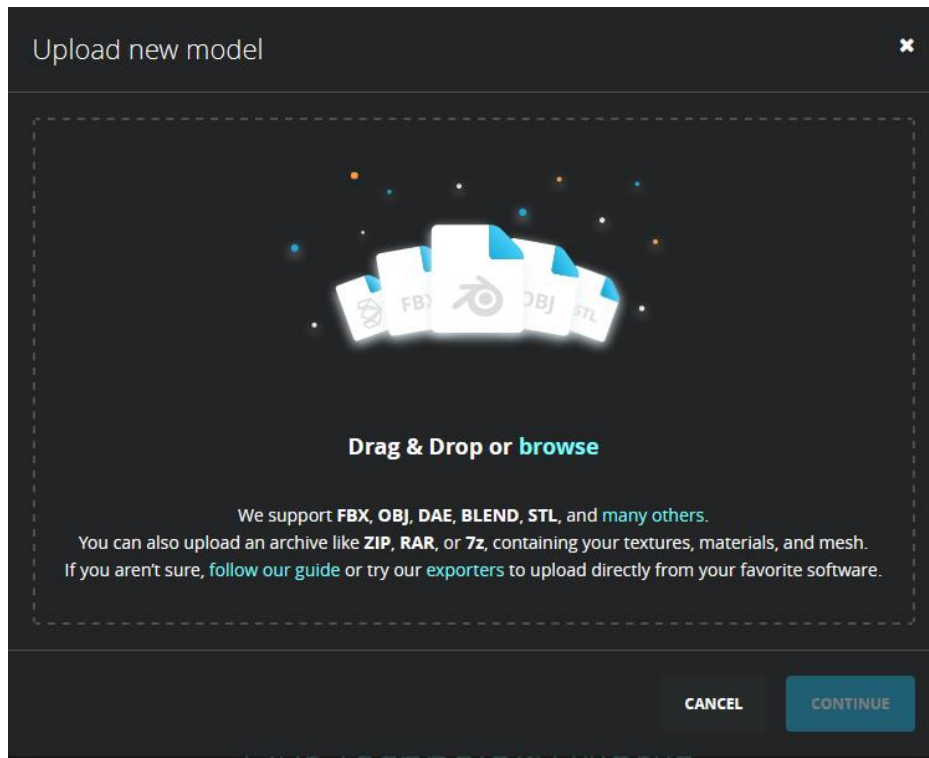 Upload new model
FBX
OBJ
STL
Drag & Drop or browse
We support FBX, OBJ, DAE, BLEND, STL, and many others.
You can also upload an archive like ZIP, RAR, or 7z, containing your textures, materials, and mesh.
If you aren't sure, follow our guide or try our exporters to upload directly from your favorite software.
CANCEL
CONTINUE